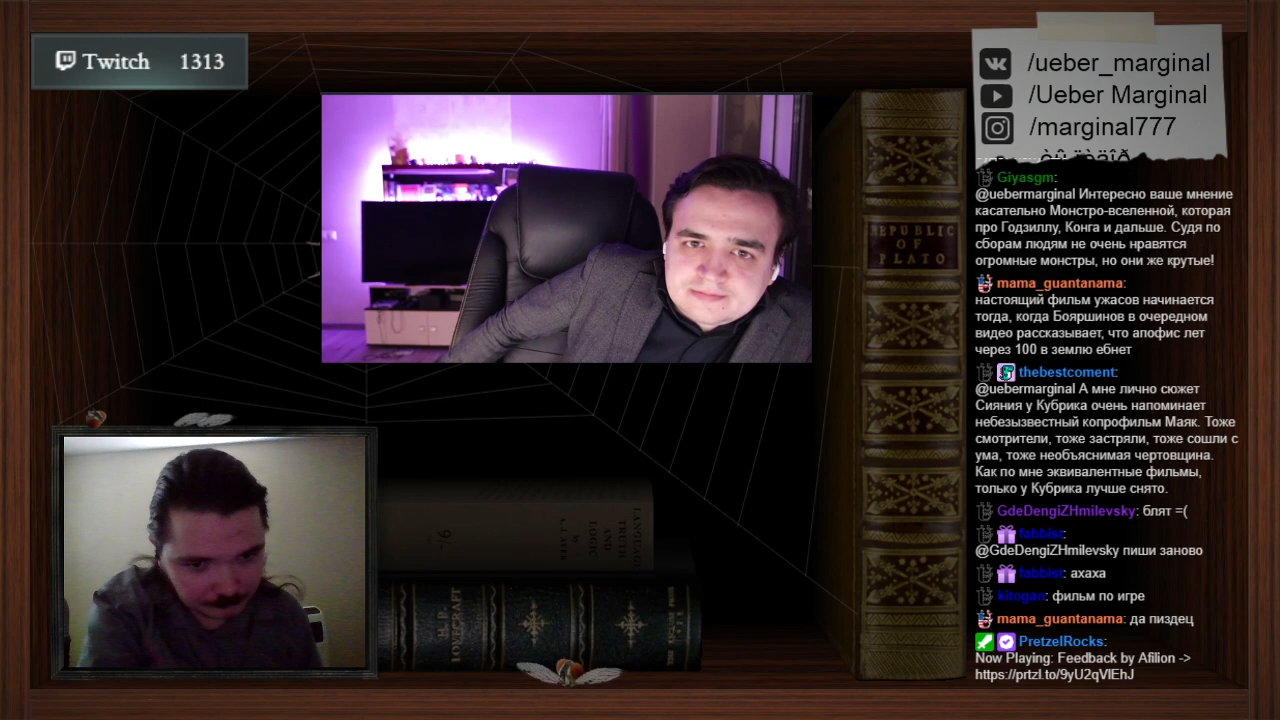 Twitch 1313
/ueber_marginal
/Ueber Marginal
/marginal777
Giyasgm:
@uebermarginal Интересно ваше мнение
касательно Монстро-вселенной, которая
про Годзиллу, Конга и дальше. Судя по
сборам людям не очень нравятся
огромные монстры, но они же крутые!
mama_guantanama:
настоящий фильм ужасов начинается
тогда, когда Бояршинов в очередном
видео рассказывает, что апофис лет
через 100 в землю ебнет
thebestcoment:
@uebermarginal А мне лично сюжет
Сияния у Кубрика очень напоминает
небезызвестный копрофильм Маяк. Тоже
смотрители, тоже застряли, тоже сошли с
ума, тоже необъяснимая чертовщина.
Как по мне эквивалентные фильмы,
только у Кубрика лучше снято.
GdeDengiZHmilevsky: блят =(
fabbist:
@GdeDengiZHmilevsky пиши заново
fabbist: ахаха
kitogan: фильм по игре
mama_guantanama: да пиздец
PretzelRocks:
Now Playing: Feedback by Afilion ->
https://prtzl.to/9yU2qVlEhJ
REPUBLIC
OF
PLATO
LANGUAGE
TRUTH
AND
LOGIC
H.P.
LOVECRAFT